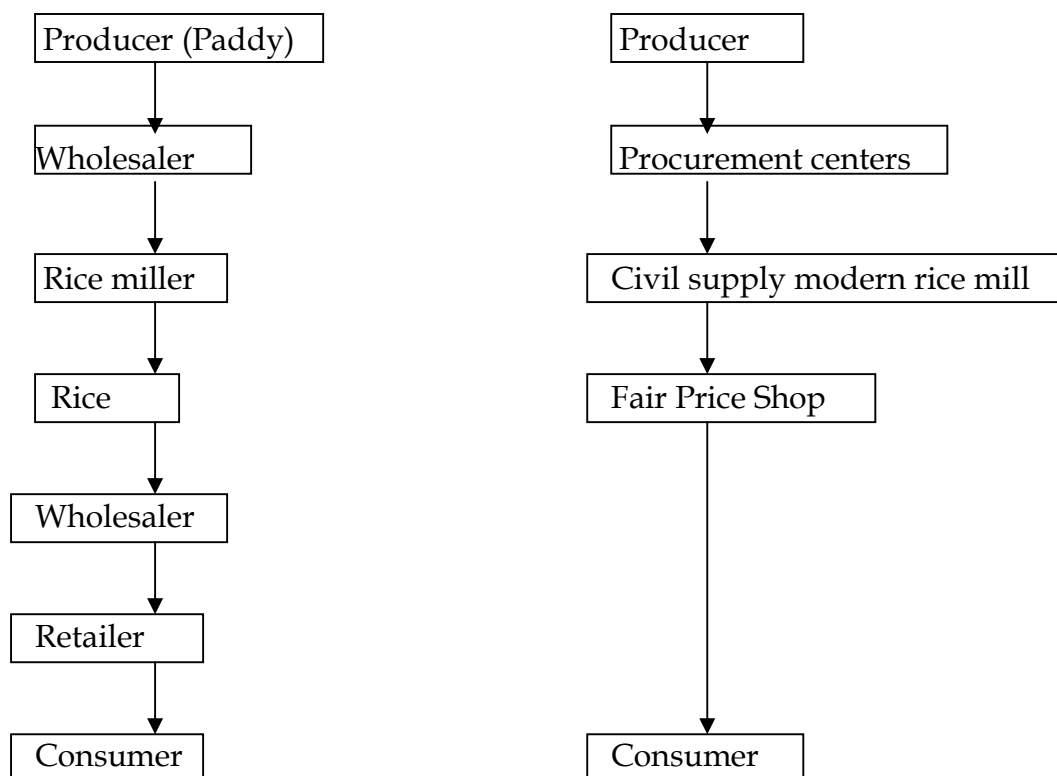 Producer (Paddy)
Wholesaler
Rice miller
Rice
Wholesaler
Retailer
Consumer
Producer
Procurement centers
Civil supply modern rice mill
Fair Price Shop
Consumer